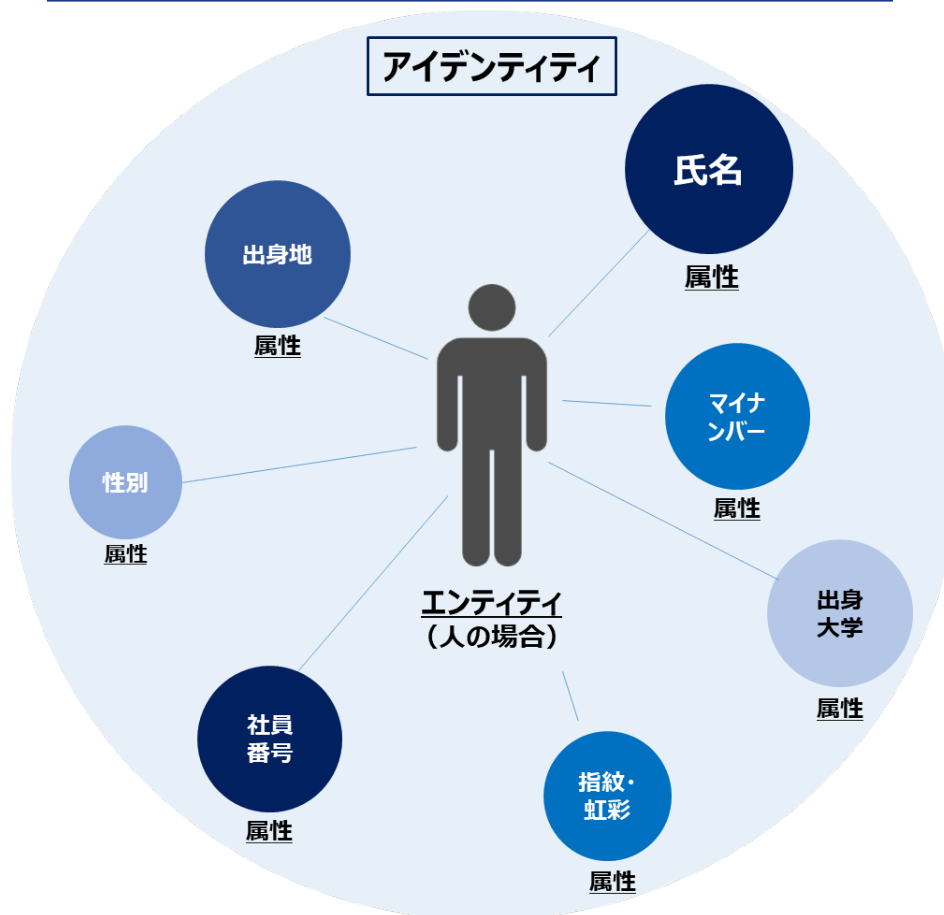 アイデンティティ
氏名
属性
出身地
属性
マイナ
ンバー
属性
性別
属性
エンティティ
（人の場合）
出身
大学
属性
社員
番号
属性
指紋・
虹彩
属性